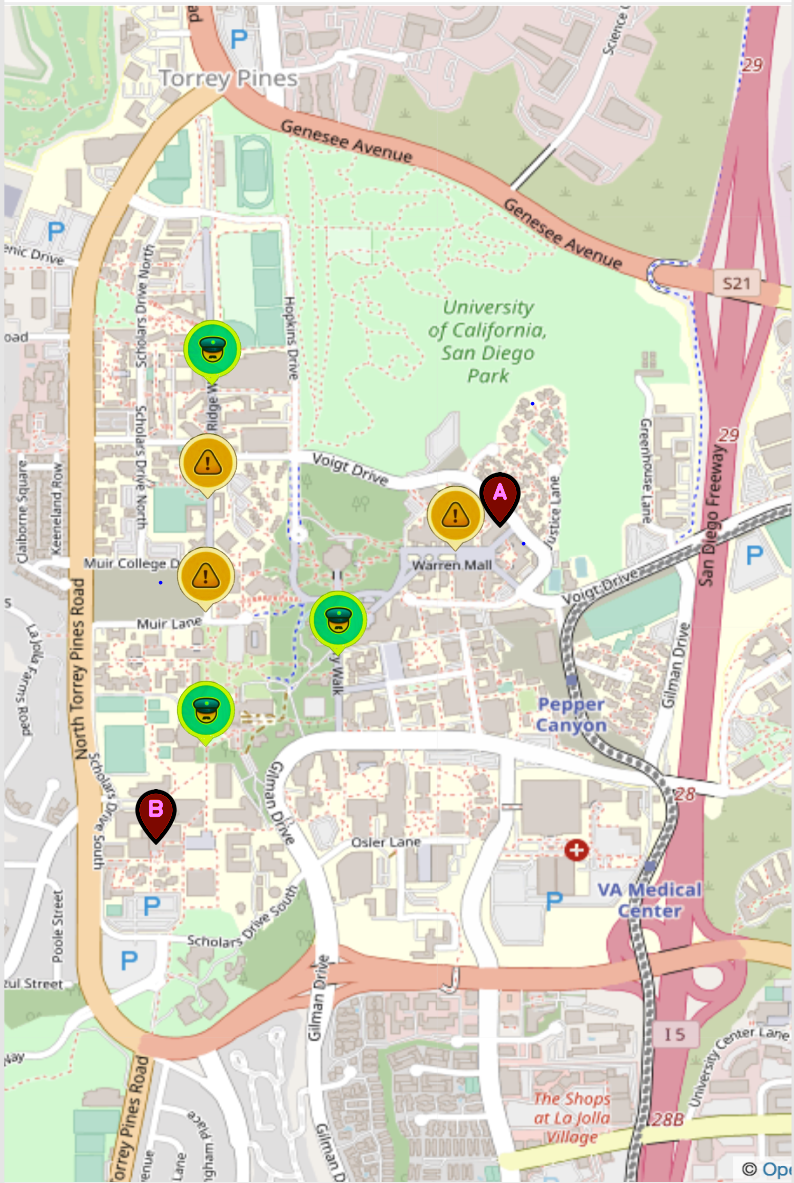 ad
P
Science C
29
Torrey Pines
Genesee Avenue
Genesee Avenue
P
enic Drive
S21
Scholars Drive North
Hopkins Drive
University
of California,
San Diego
Park
oad
Ridge W
29
Scholars Drive North
Greenhouse Lane
San Diego Freeway
Voigt Drive
Claiborne Square
Keeneland Row
A
Justice Lane
P
Muir College D
Warren Mall
Voigt Drive
S
Muir Lane
La Jolla Farms Road
North Torrey Pines Road
y Walk
Gilman Drive
Pepper
Canyon
Scholars Drive South
Gilman Drive
28
B
Osler Lane
VA Medical
Center
P
P
Poole Street
Scholars Drive South
P
zul Street
Gilman Drive
I 5
University Center Lane
Way
The Shops
at La Jolla
Village
28B
Torrey Pines Road
venue
Lane
ngham Place
Gilman D
© Ope